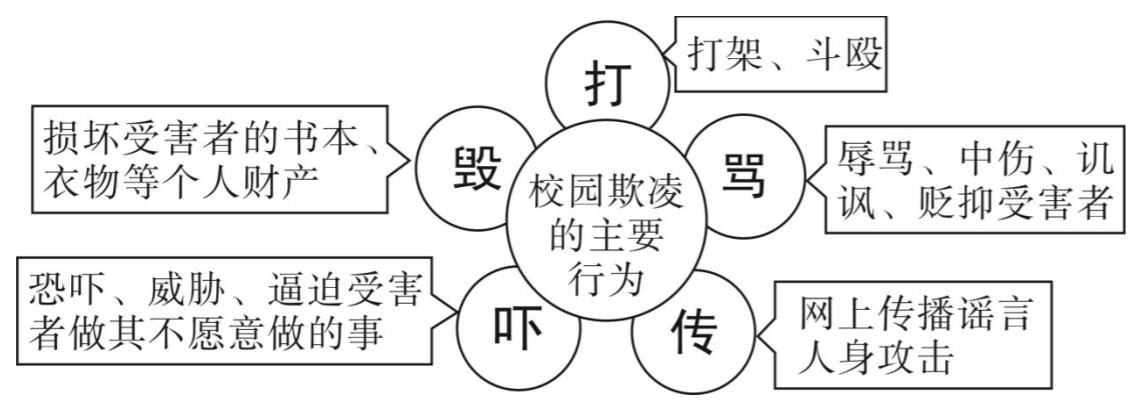 校园欺凌
的主要
行为
打
打架、斗殴
骂
辱骂、中伤、讥
讽、贬抑受害者
传
网上传播谣言
人身攻击
吓
恐吓、威胁、逼迫受害
者做其不愿意做的事
毁
损坏受害者的书本、
衣物等个人财产